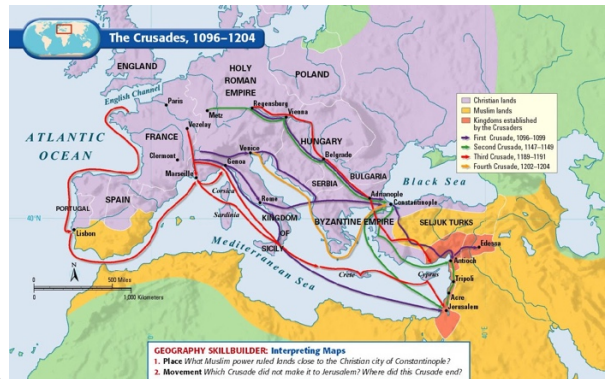 The Crusades, 1096–1204
ENGLAND
HOLY
ROMAN
EMPIRE
POLAND
English Channel
Paris
Metz
Regensburg
Vienna
Vezelay
ATLANTIC
OCEAN
FRANCE
HUNGARY
Clermont
Venice
Genoa
Belgrade
Marseille
SERBIA
BULGARIA
Black Sea
Corsica
Adrianople
Constantinople
SPAIN
PORTUGAL
Rome
Sardinia
KINGDOM
OF
SICILY
BYZANTINE EMPIRE
SELJUK TURKS
40°N
Lisbon
Edessa
Antioch
Mediterranean Sea
Crete
Cyprus
Tripoli
Acre
Jerusalem
N
0
500 Miles
0
1,000 Kilometers
Christian lands
Muslim lands
Kingdoms established
by the Crusaders
First Crusade, 1096–1099
Second Crusade, 1147–1149
Third Crusade, 1189–1191
Fourth Crusade, 1202–1204
GEOGRAPHY SKILLBUILDER: Interpreting Maps
1. Place What Muslim power ruled lands close to the Christian city of Constantinople?
2. Movement Which Crusade did not make it to Jerusalem? Where did this Crusade end?